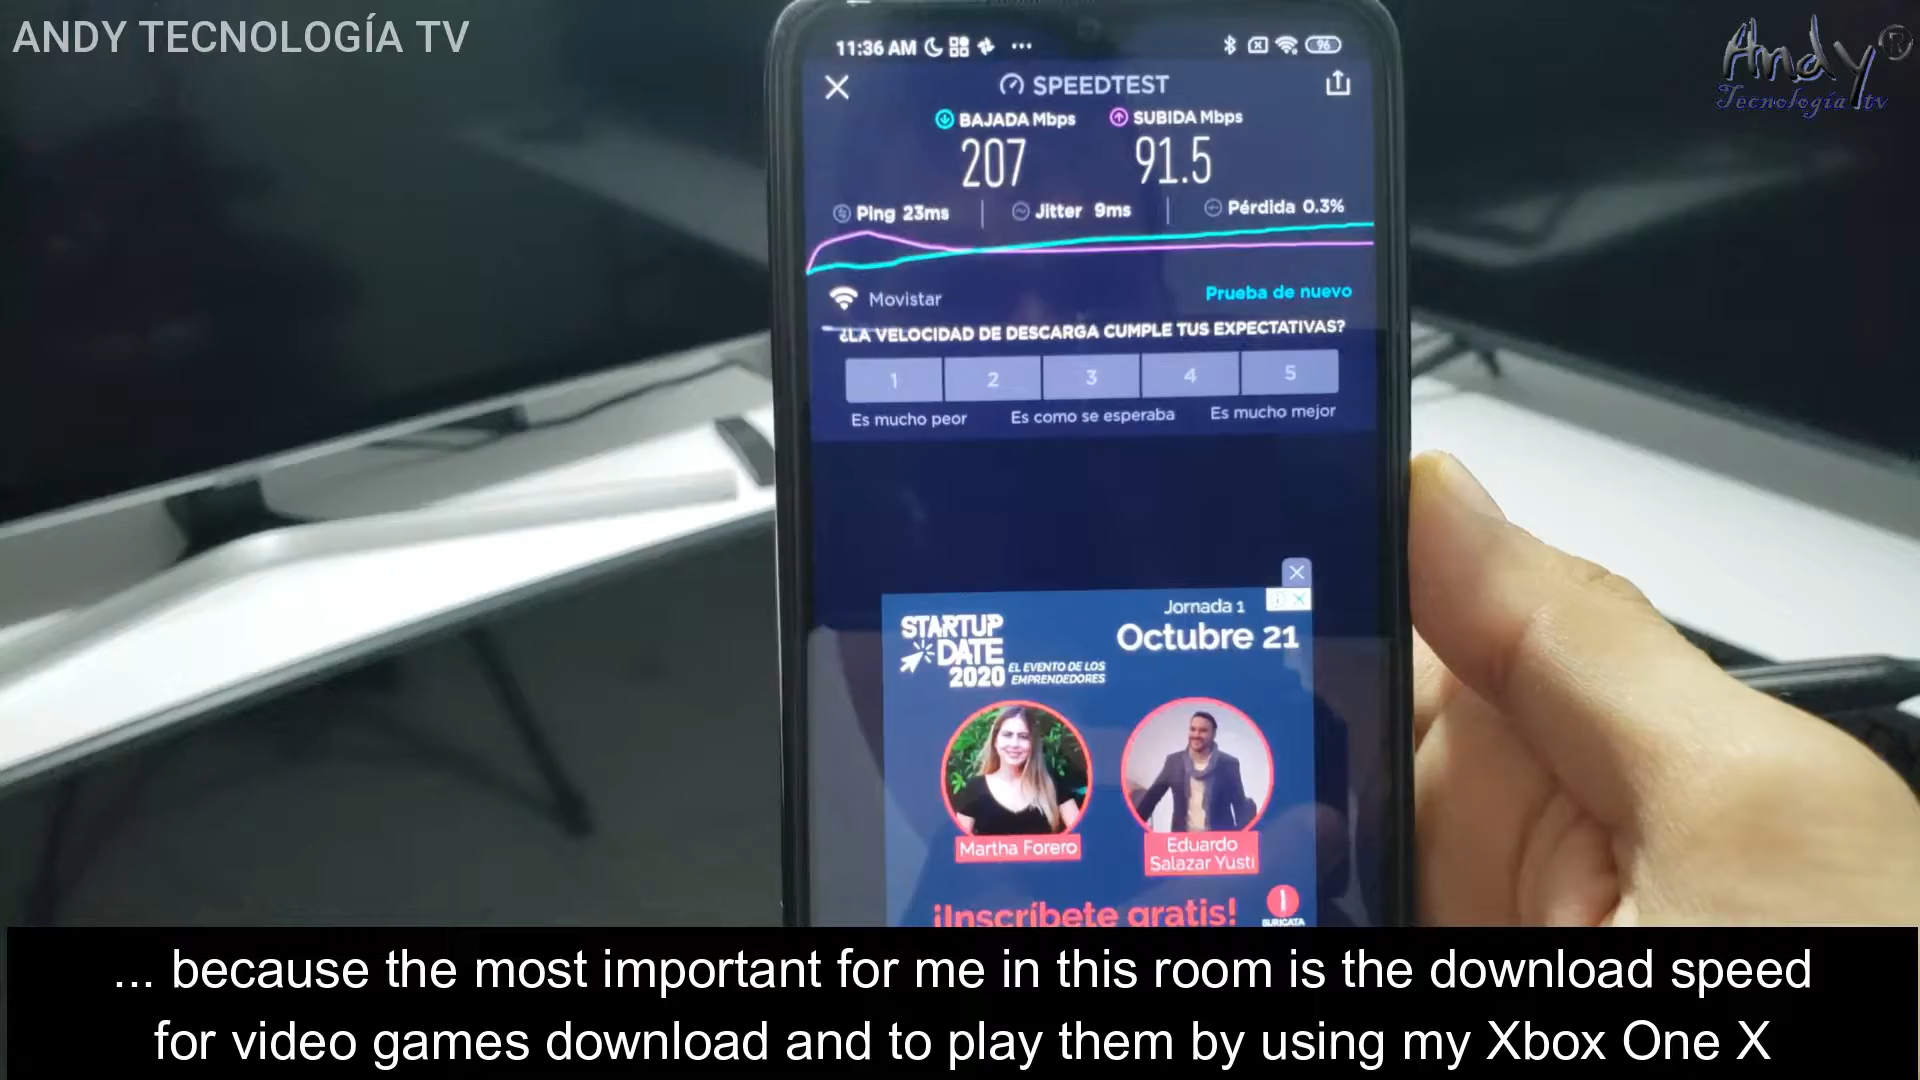 ANDY TECNOLOGÍA TV
Andy®
Tecnología tv
11:36 AM
96
SPEEDTEST
BAJADA Mbps
SUBIDA Mbps
207
91.5
Ping 23ms
Jitter 9ms
Pérdida 0.3%
Movistar
Prueba de nuevo
¿LA VELOCIDAD DE DESCARGA CUMPLE TUS EXPECTATIVAS?
1 2 3 4 5
Es mucho peor
Es como se esperaba
Es mucho mejor
STARTUP
DATE
2020
EL EVENTO DE LOS
EMPRENDEDORES
Jornada 1
Octubre 21
Martha Forero
Eduardo
Salazar Yusti
¡Inscríbete gratis!
SURICATA
... because the most important for me in this room is the download speed
for video games download and to play them by using my Xbox One X